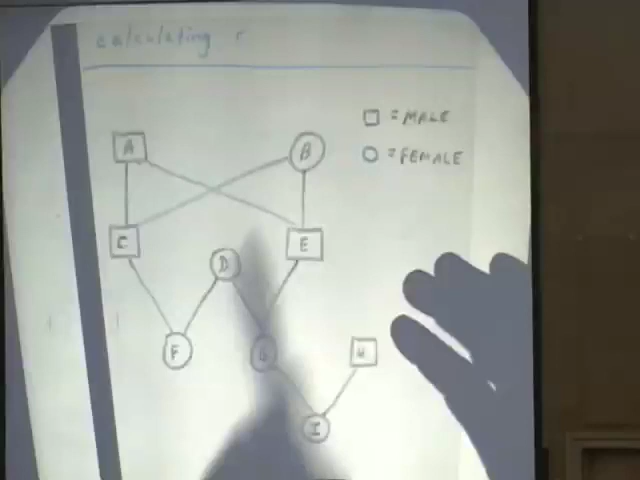 calculating r
□ = MALE
○ = FEMALE
A B
C D E
F G H
I